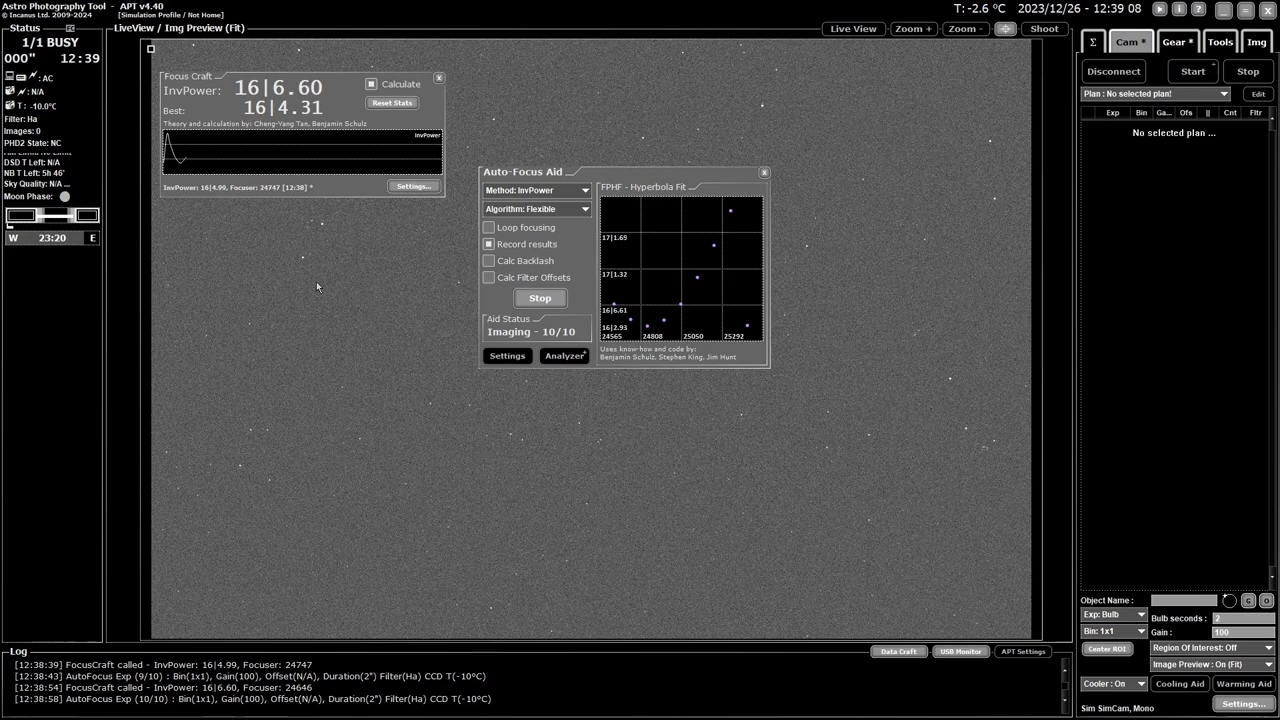 Astro Photography Tool - APT v4.40
© Incanus Ltd. 2009-2024
[Simulation Profile / Not Home]
T: -2.6 ℃ 2023/12/26 - 12:39 08
Status
1/1 BUSY
000" 12:39
: AC
: N/A
T: -10.0℃
Filter: Ha
Images: 0
PHD2 State: NC
DSD T Left: N/A
NB T Left: 5h 46'
Sky Quality: N/A ...
Moon Phase:
W 23:20 E
LiveView / Img Preview (Fit)
Live View
Zoom +
Zoom -
Shoot
Focus Craft
InvPower: 16|6.60
Best: 16|4.31
Calculate
Reset Stats
Theory and calculation by: Cheng-Yang Tan, Benjamin Schulz
InvPower
InvPower: 16|4.99, Focuser: 24747 [12:38] *
Settings...
Auto-Focus Aid
Method: InvPower
Algorithm: Flexible
Loop focusing
Record results
Calc Backlash
Calc Filter Offsets
Stop
Aid Status
Imaging - 10/10
Settings
Analyzer+
FPHF - Hyperbola Fit
17|1.69
17|1.32
16|6.61
16|2.93
24565 24808 25050 25292
Uses know-how and code by:
Benjamin Schulz, Stephen King, Jim Hunt
Σ Cam * Gear * Tools Img
Disconnect Start + Stop
Plan : No selected plan! Edit
Exp Bin Ga... Ofs || Cnt Fltr
No selected plan ...
Object Name : C O
Exp: Bulb
Bulb seconds : 2
Bin: 1x1
Gain : 100
Center ROI
Region Of Interest: Off
Image Preview : On (Fit)
Cooler : On
Cooling Aid
Warming Aid
Sim SimCam, Mono
Settings...
Log
Data Craft
USB Monitor
APT Settings
[12:38:39] FocusCraft called - InvPower: 16|4.99, Focuser: 24747
[12:38:43] AutoFocus Exp (9/10) : Bin(1x1), Gain(100), Offset(N/A), Duration(2") Filter(Ha) CCD T(-10°C)
[12:38:54] FocusCraft called - InvPower: 16|6.60, Focuser: 24646
[12:38:58] AutoFocus Exp (10/10) : Bin(1x1), Gain(100), Offset(N/A), Duration(2") Filter(Ha) CCD T(-10°C)